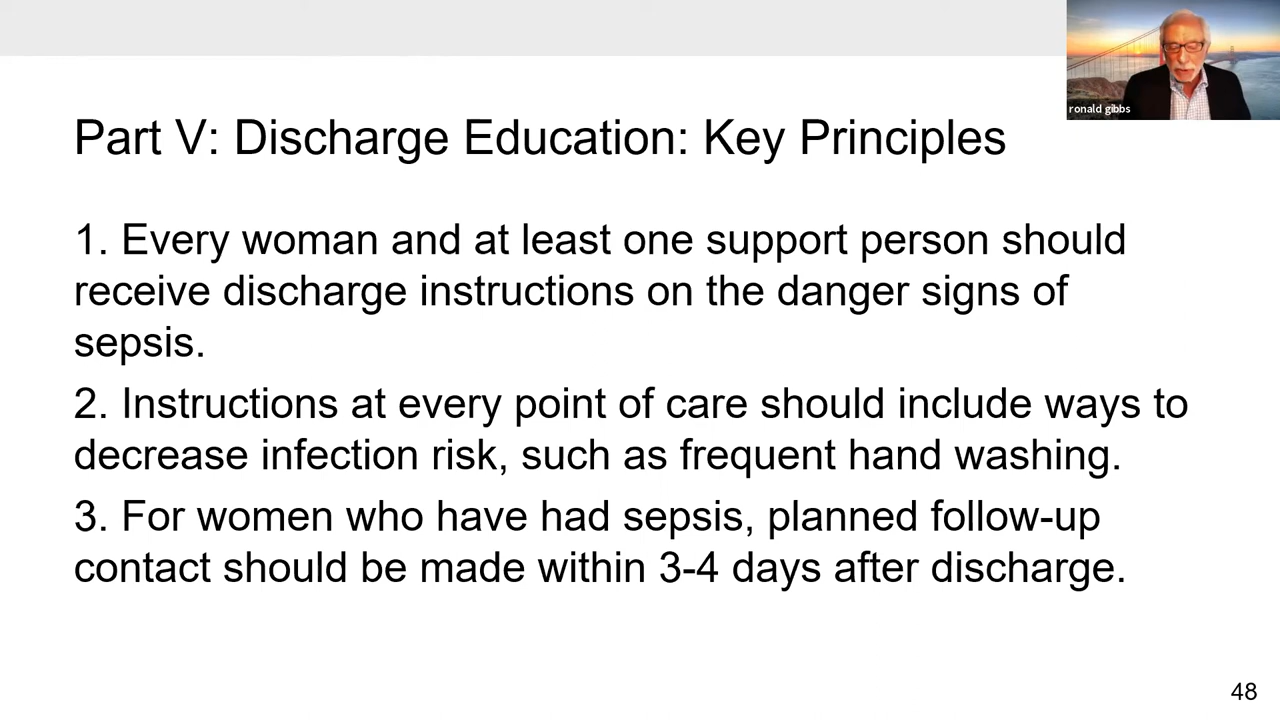 ronald gibbs
Part V: Discharge Education: Key Principles
1. Every woman and at least one support person should
receive discharge instructions on the danger signs of
sepsis.
2. Instructions at every point of care should include ways to
decrease infection risk, such as frequent hand washing.
3. For women who have had sepsis, planned follow-up
contact should be made within 3-4 days after discharge.
48